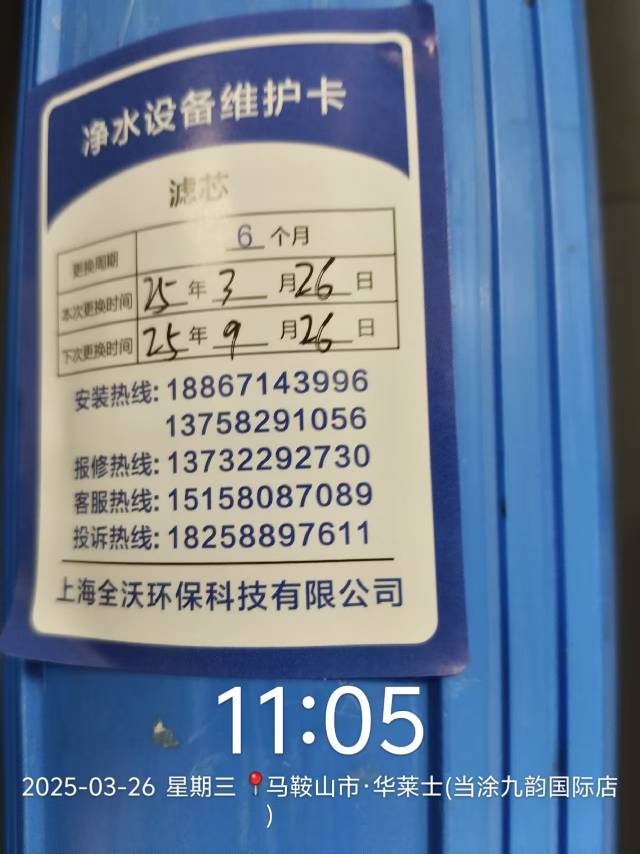 净水设备维护卡
滤芯
更换周期 6 个月
本次更换时间 25 年 3 月 26 日
下次更换时间 25 年 9 月 26 日
安装热线: 18867143996
13758291056
报修热线: 13732292730
客服热线: 15158087089
投诉热线: 18258897611
上海全沃环保科技有限公司
11:05
2025-03-26 星期三 📍马鞍山市·华莱士(当涂九韵国际店
)